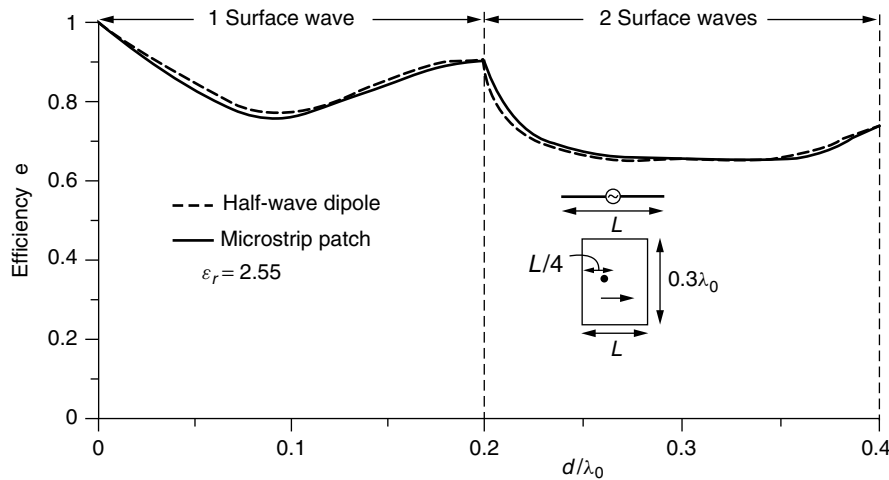 1 Surface wave
2 Surface waves
1
0.8
0.6
0.4
0.2
0
Efficiency e
Half-wave dipole
Microstrip patch
εr = 2.55
~
L
L/4
0.3λ0
L
0
0.1
0.2
0.3
0.4
d/λ0